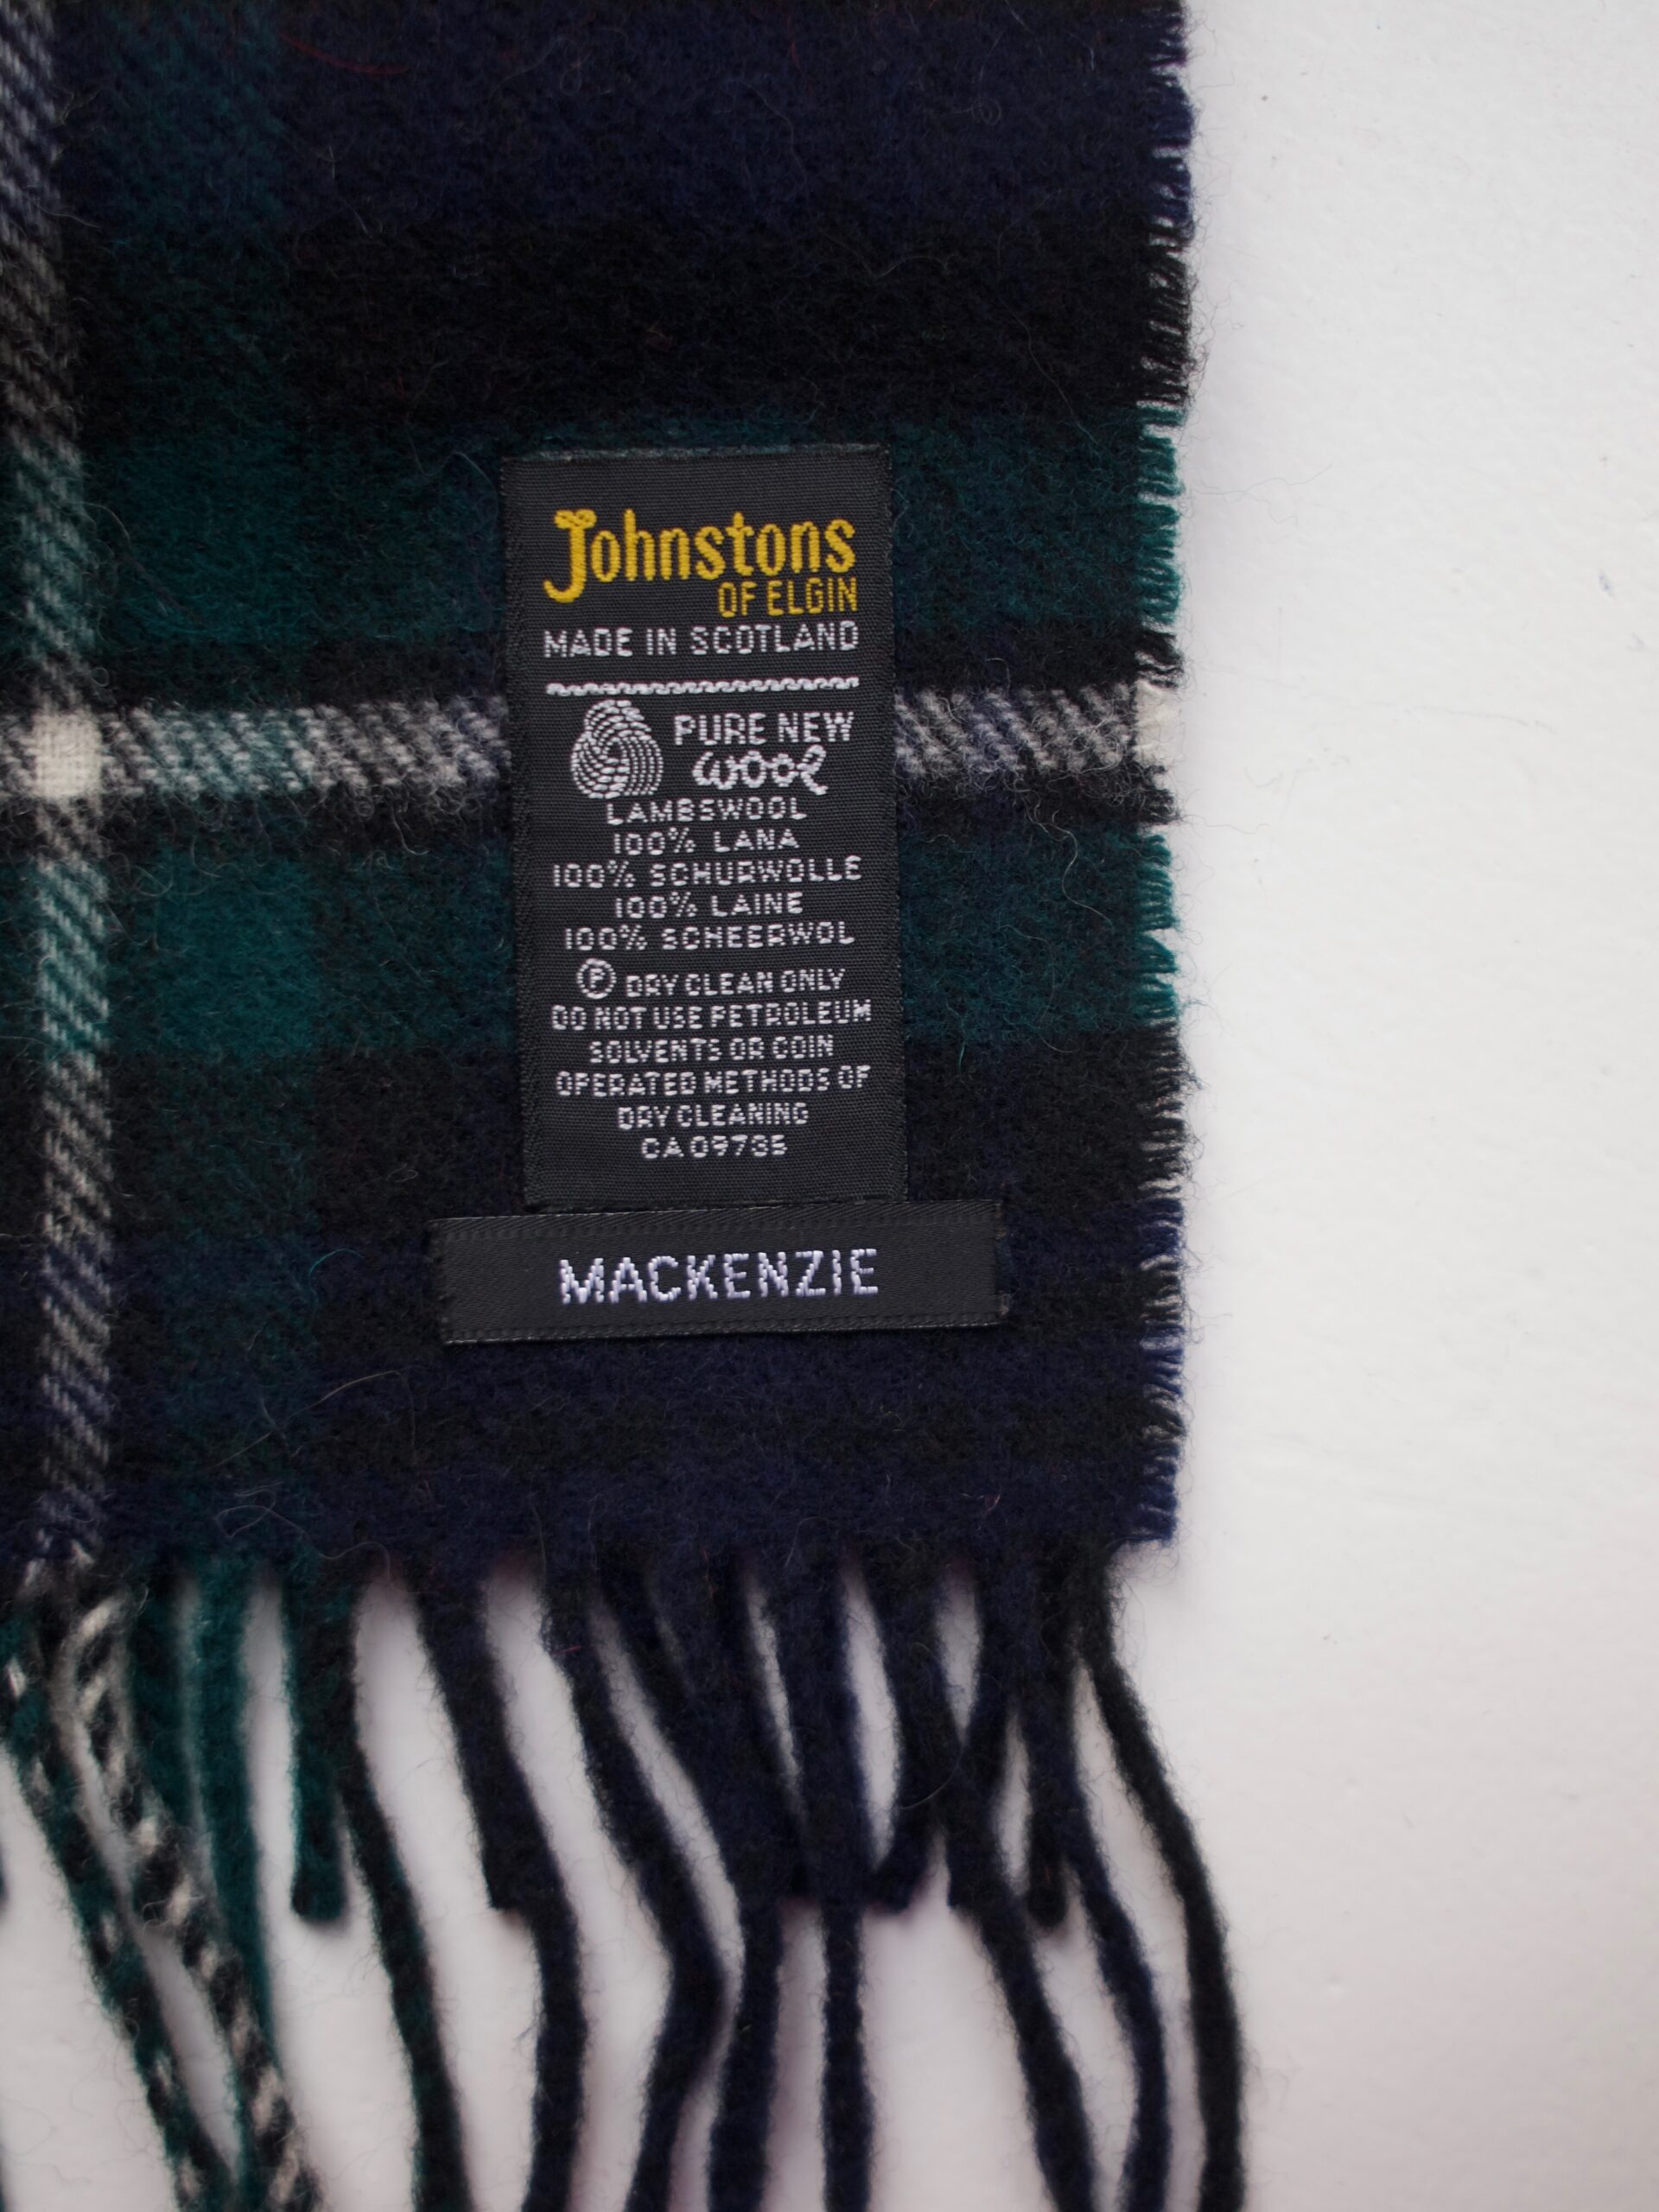 Johnstons
OF ELGIN
MADE IN SCOTLAND
PURE NEW
wool
LAMBSWOOL
100% LANA
100% SCHURWOLLE
100% LAINE
100% SCHEERWOL
Ⓕ DRY CLEAN ONLY
DO NOT USE PETROLEUM
SOLVENTS OR COIN
OPERATED METHODS OF
DRY CLEANING
CA 09735
MACKENZIE